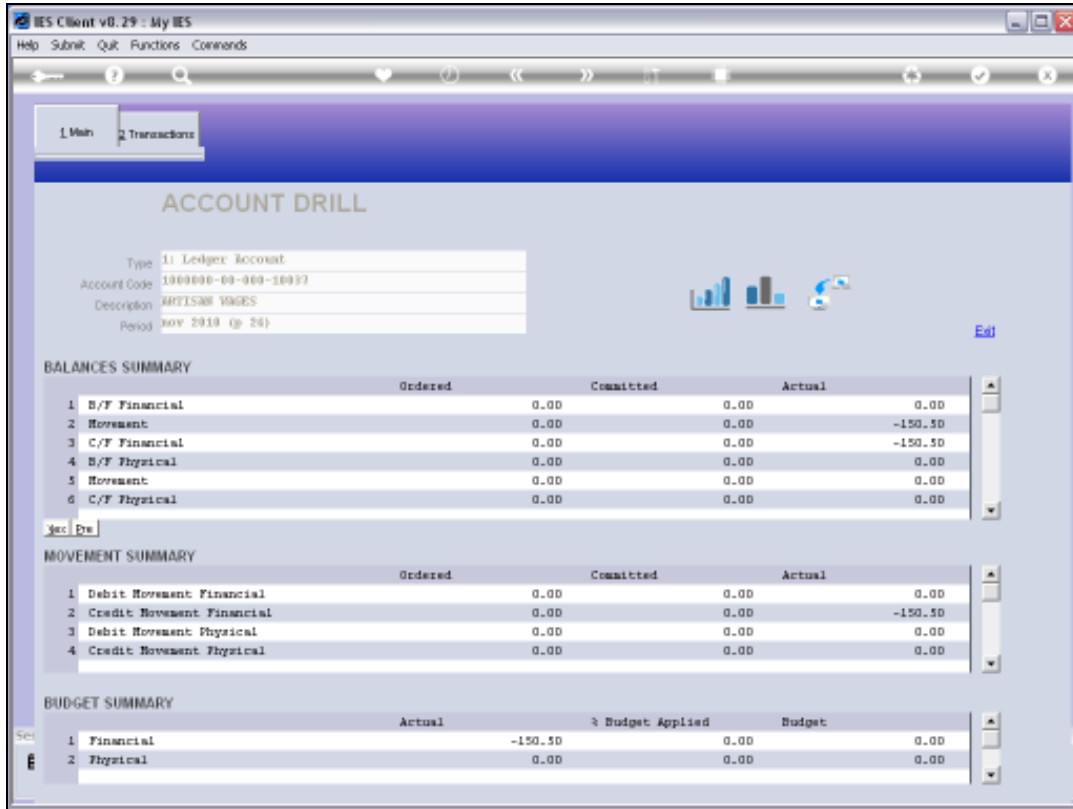 IES Client v8.29 : My IES
Help Submit Quit Functions Commands
1 Main 2 Transactions
ACCOUNT DRILL
Type 1: Ledger Account
Account Code 1000000-00-000-10037
Description ARTISAN WAGES
Period nov 2010 (p 24)
Exit
BALANCES SUMMARY
Ordered Committed Actual
1 B/F Financial 0.00 0.00 0.00
2 Movement 0.00 0.00 -150.50
3 C/F Financial 0.00 0.00 -150.50
4 B/F Physical 0.00 0.00 0.00
5 Movement 0.00 0.00 0.00
6 C/F Physical 0.00 0.00 0.00
Nex Pre
MOVEMENT SUMMARY
Ordered Committed Actual
1 Debit Movement Financial 0.00 0.00 0.00
2 Credit Movement Financial 0.00 0.00 -150.50
3 Debit Movement Physical 0.00 0.00 0.00
4 Credit Movement Physical 0.00 0.00 0.00
BUDGET SUMMARY
Actual % Budget Applied Budget
1 Financial -150.50 0.00 0.00
2 Physical 0.00 0.00 0.00